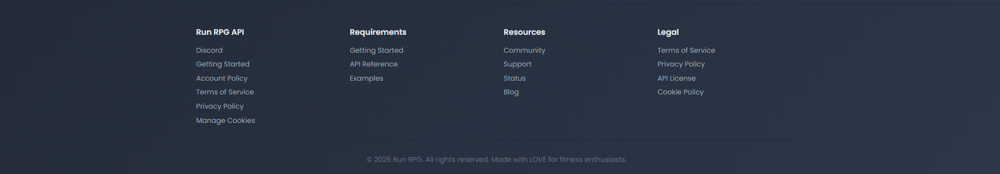 Run RPG API
Discord
Getting Started
Account Policy
Terms of Service
Privacy Policy
Manage Cookies
Requirements
Getting Started
API Reference
Examples
Resources
Community
Support
Status
Blog
Legal
Terms of Service
Privacy Policy
API License
Cookie Policy
© 2025 Run RPG. All rights reserved. Made with LOVE for fitness enthusiasts.